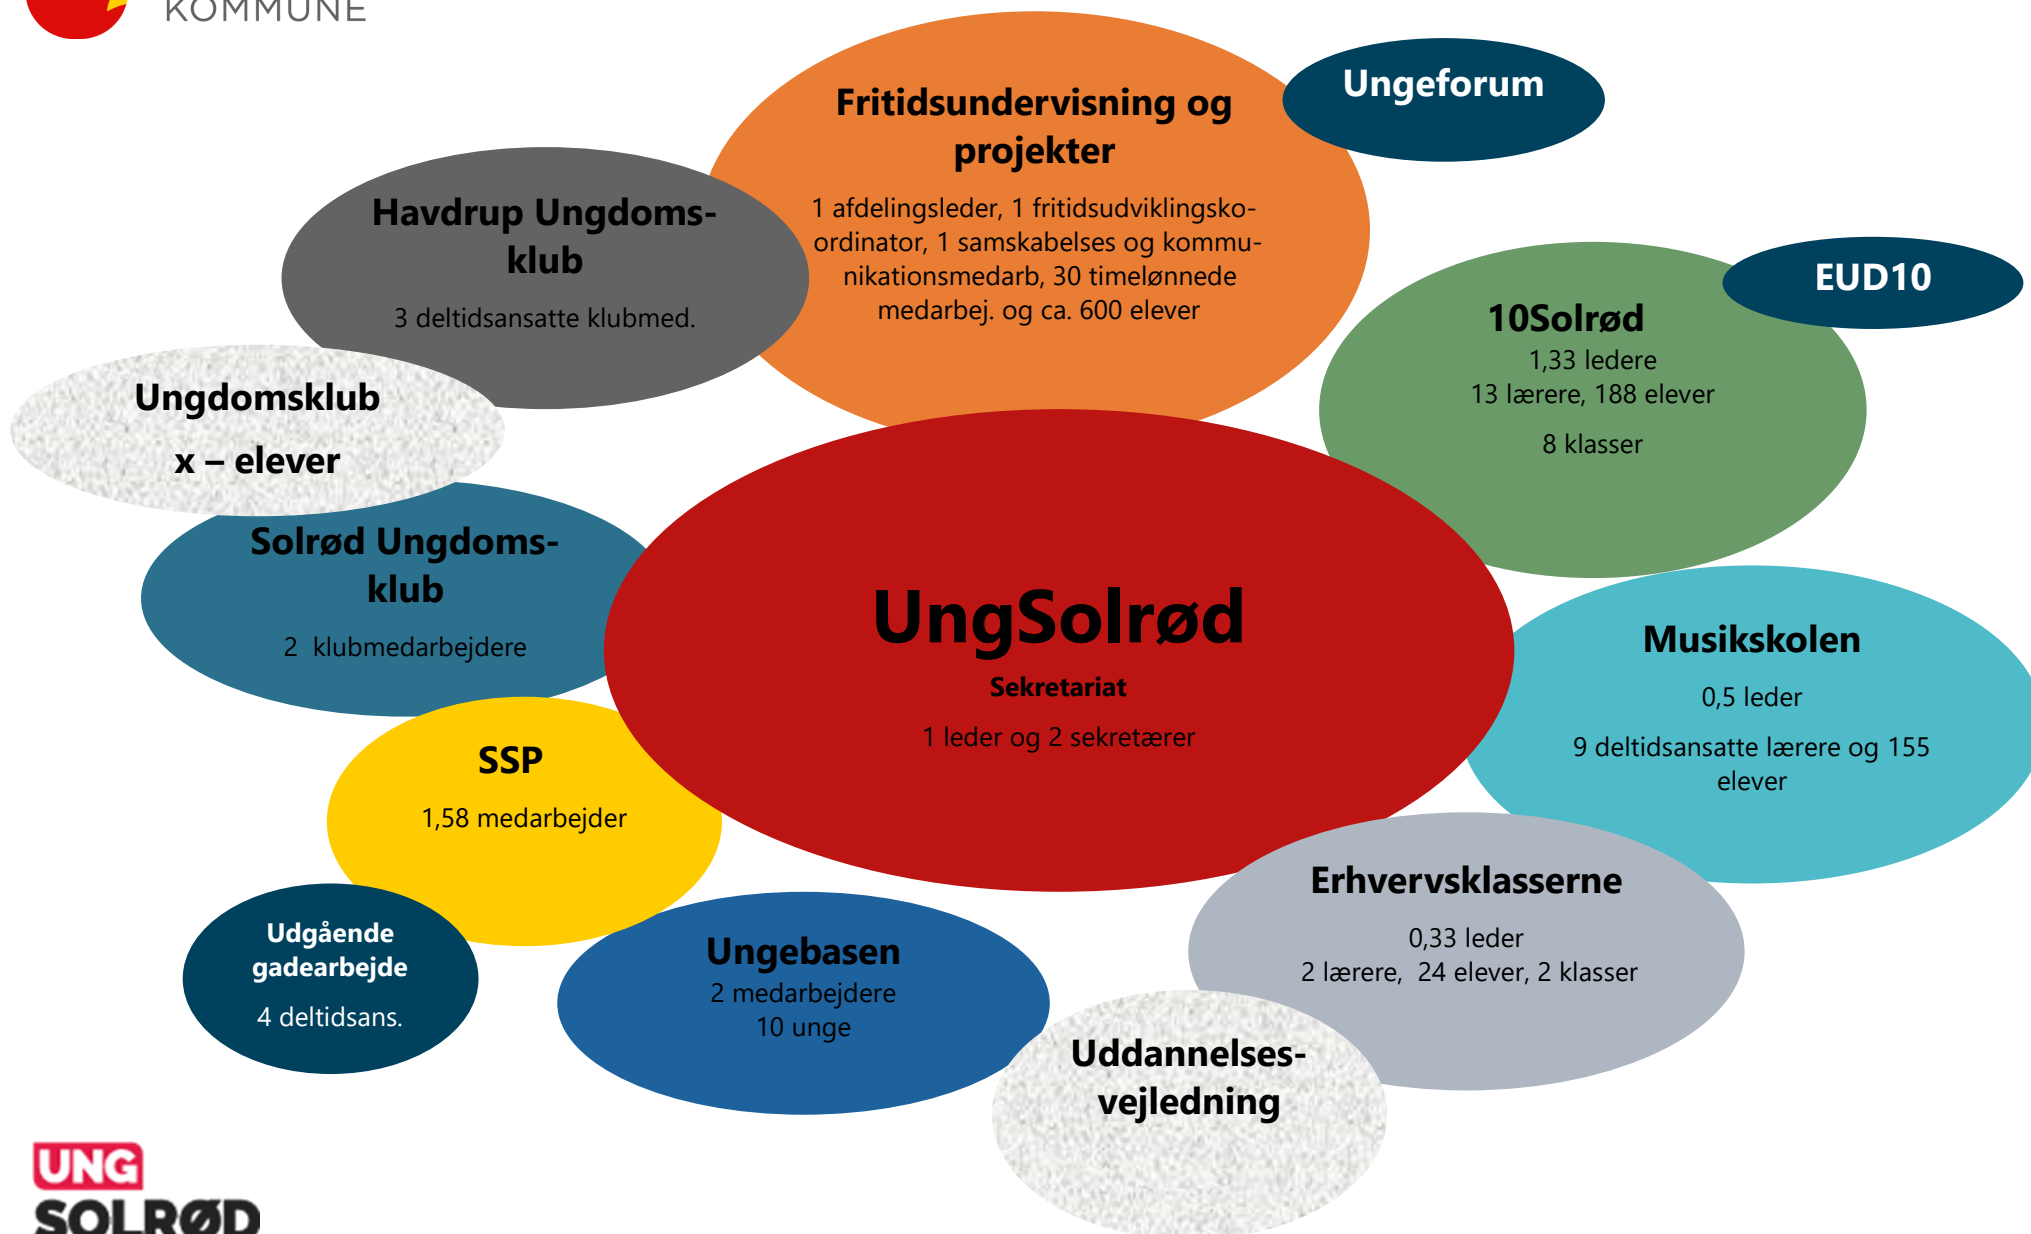 KOMMUNE
Fritidsundervisning og
projekter
1 afdelingsleder, 1 fritidsudviklingsko-
ordinator, 1 samskabelses og kommu-
nikationsmedarb, 30 timelønnede
medarbej. og ca. 600 elever
Ungeforum
Havdrup Ungdoms-
klub
3 deltidsansatte klubmed.
EUD10
10Solrød
1,33 ledere
13 lærere, 188 elever
8 klasser
Ungdomsklub
x – elever
Solrød Ungdoms-
klub
2  klubmedarbejdere
UngSolrød
Sekretariat
1 leder og 2 sekretærer
Musikskolen
0,5 leder
9 deltidsansatte lærere og 155
elever
SSP
1,58 medarbejder
Erhvervsklasserne
0,33 leder
2 lærere,  24 elever, 2 klasser
Udgående
gadearbejde
4 deltidsans.
Ungebasen
2 medarbejdere
10 unge
Uddannelses-
vejledning
UNG
SOLRØD